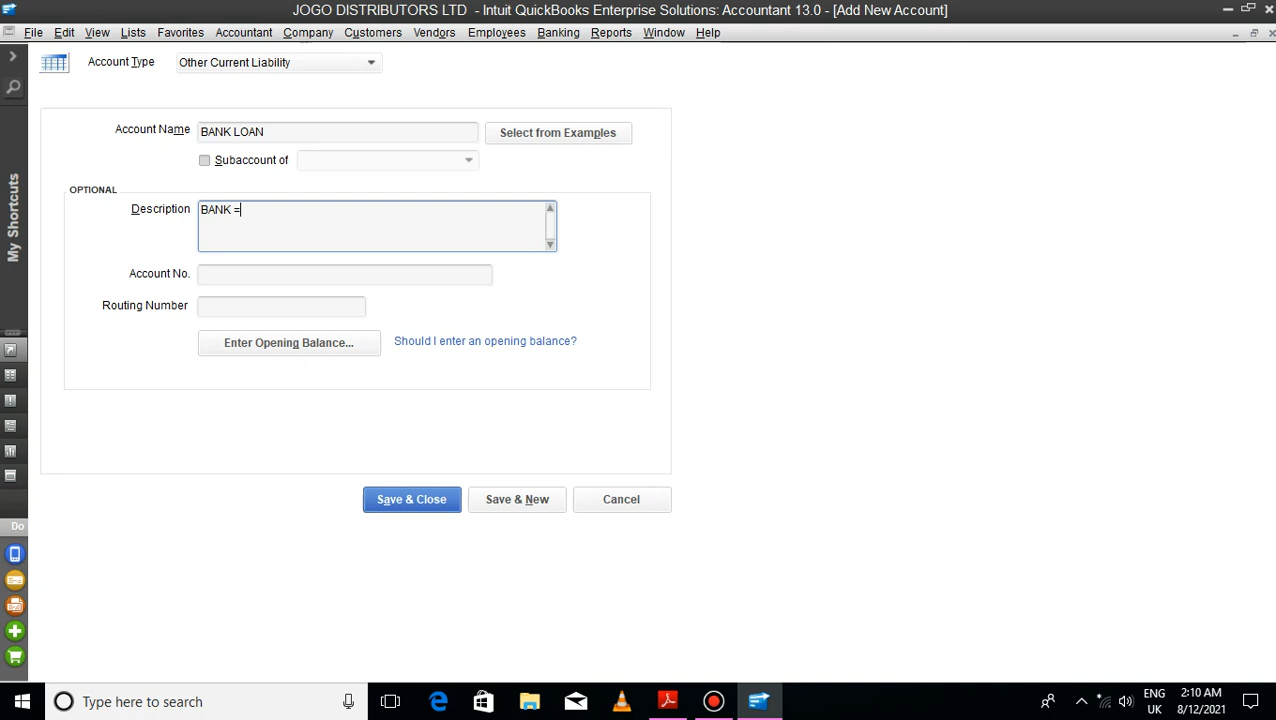 JOGO DISTRIBUTORS LTD - Intuit QuickBooks Enterprise Solutions: Accountant 13.0 - [Add New Account]
File Edit View Lists Favorites Accountant Company Customers Vendors Employees Banking Reports Window Help
Account Type Other Current Liability
Account Name BANK LOAN Select from Examples
Subaccount of
OPTIONAL
Description BANK =
Account No.
Routing Number
Enter Opening Balance... Should I enter an opening balance?
Save & Close Save & New Cancel
My Shortcuts
Do
Type here to search
ENG 2:10 AM
UK 8/12/2021